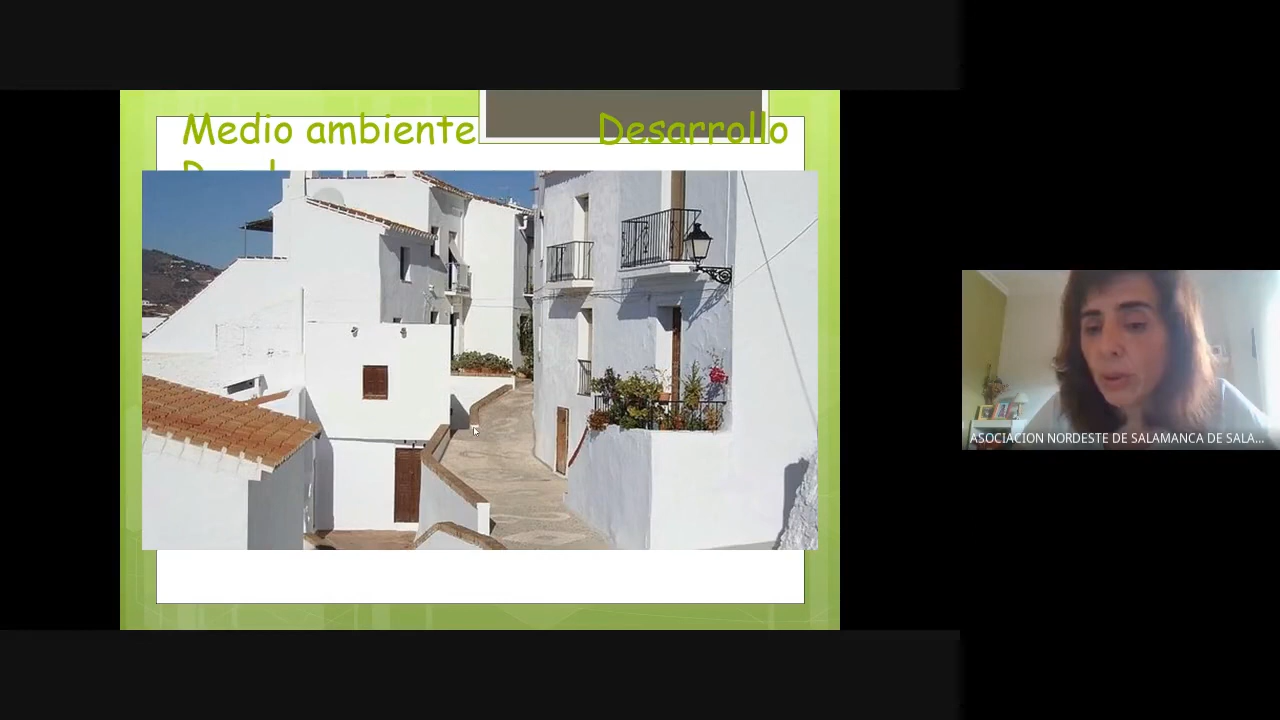 Medio ambiente Desarrollo
ASOCIACION NORDESTE DE SALAMANCA DE SALA...